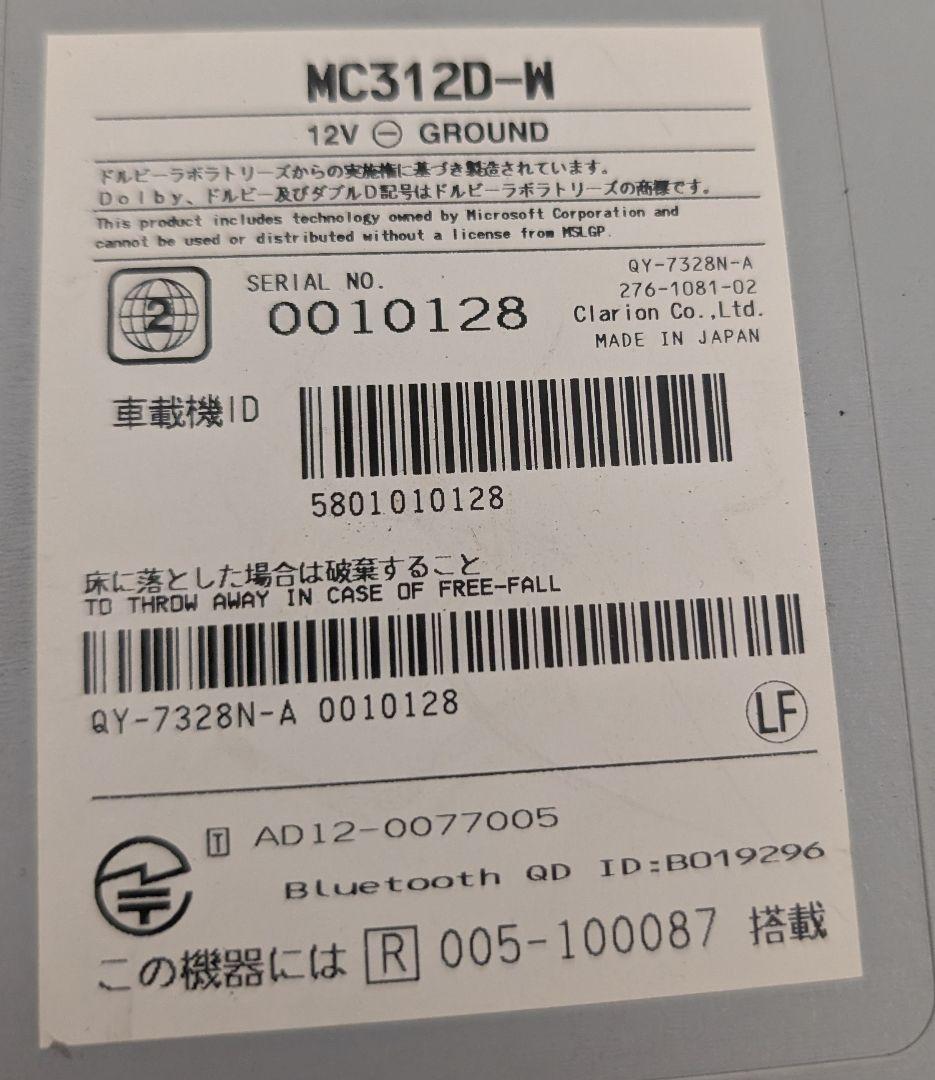 MC312D-W
12V ⊖ GROUND
ドルビーラボラトリーズからの実施権に基づき製造されています。
Dolby、ドルビー及びダブルD記号はドルビーラボラトリーズの商標です。
This product includes technology owned by Microsoft Corporation and
cannot be used or distributed without a license from MSLGP.
2
SERIAL NO.
0010128
QY-7328N-A
276-1081-02
Clarion Co.,Ltd.
MADE IN JAPAN
車載機ID
5801010128
床に落とした場合は破棄すること
TO THROW AWAY IN CASE OF FREE-FALL
QY-7328N-A 0010128
LF
T AD12-0077005
Bluetooth QD ID:B019296
この機器には R 005-100087 搭載